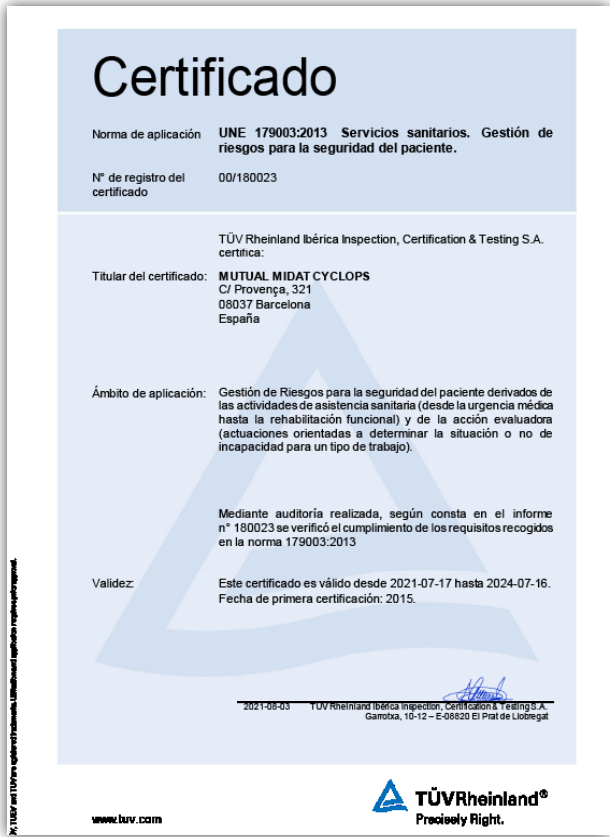 Certificado
Norma de aplicación
UNE 179003:2013 Servicios sanitarios. Gestión de
riesgos para la seguridad del paciente.
N° de registro del
certificado
00/180023
TÜV Rheinland Ibérica Inspection, Certification & Testing S.A.
certifica:
Titular del certificado:
MUTUAL MIDAT CYCLOPS
C/ Provença, 321
08037 Barcelona
España
Ámbito de aplicación:
Gestión de Riesgos para la seguridad del paciente derivados de
las actividades de asistencia sanitaria (desde la urgencia médica
hasta la rehabilitación funcional) y de la acción evaluadora
(actuaciones orientadas a determinar la situación o no de
incapacidad para un tipo de trabajo).
Mediante auditoría realizada, según consta en el informe
n° 180023 se verificó el cumplimiento de los requisitos recogidos
en la norma 179003:2013
Validez:
Este certificado es válido desde 2021-07-17 hasta 2024-07-16.
Fecha de primera certificación: 2015.
2021-08-03 TÜV Rheinland Ibérica Inspection, Certification & Testing S.A.
Garrotxa, 10-12 – E-08820 El Prat de Llobregat
www.tuv.com
TÜVRheinland®
Precisely Right.